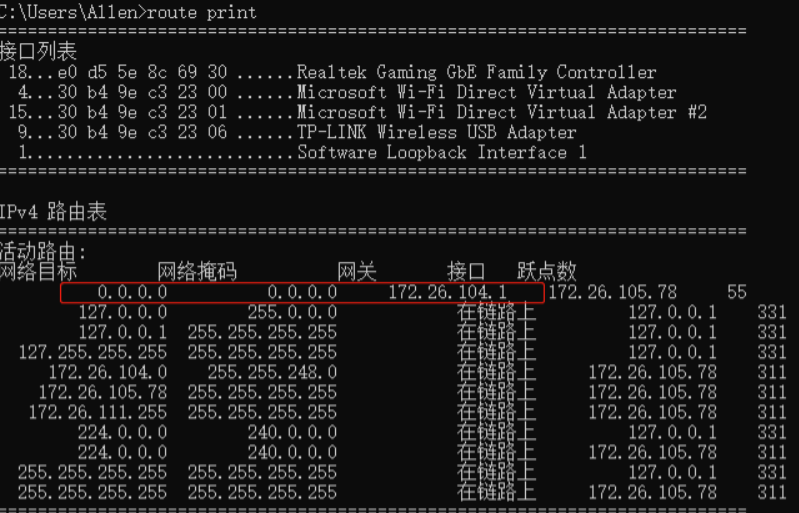 C:\Users\Allen>route print
===========================================================================
接口列表
18...e0 d5 5e 8c 69 30 ......Realtek Gaming GbE Family Controller
4...30 b4 9e c3 23 00 ......Microsoft Wi-Fi Direct Virtual Adapter
15...30 b4 9e c3 23 01 ......Microsoft Wi-Fi Direct Virtual Adapter #2
9...30 b4 9e c3 23 06 ......TP-LINK Wireless USB Adapter
1...........................Software Loopback Interface 1
===========================================================================
IPv4 路由表
===========================================================================
活动路由:
网络目标 网络掩码 网关 接口 跃点数
0.0.0.0 0.0.0.0 172.26.104.1 172.26.105.78 55
127.0.0.0 255.0.0.0 在链路上 127.0.0.1 331
127.0.0.1 255.255.255.255 在链路上 127.0.0.1 331
127.255.255.255 255.255.255.255 在链路上 127.0.0.1 331
172.26.104.0 255.255.248.0 在链路上 172.26.105.78 311
172.26.105.78 255.255.255.255 在链路上 172.26.105.78 311
172.26.111.255 255.255.255.255 在链路上 172.26.105.78 311
224.0.0.0 240.0.0.0 在链路上 127.0.0.1 331
224.0.0.0 240.0.0.0 在链路上 172.26.105.78 311
255.255.255.255 255.255.255.255 在链路上 127.0.0.1 331
255.255.255.255 255.255.255.255 在链路上 172.26.105.78 311
===========================================================================